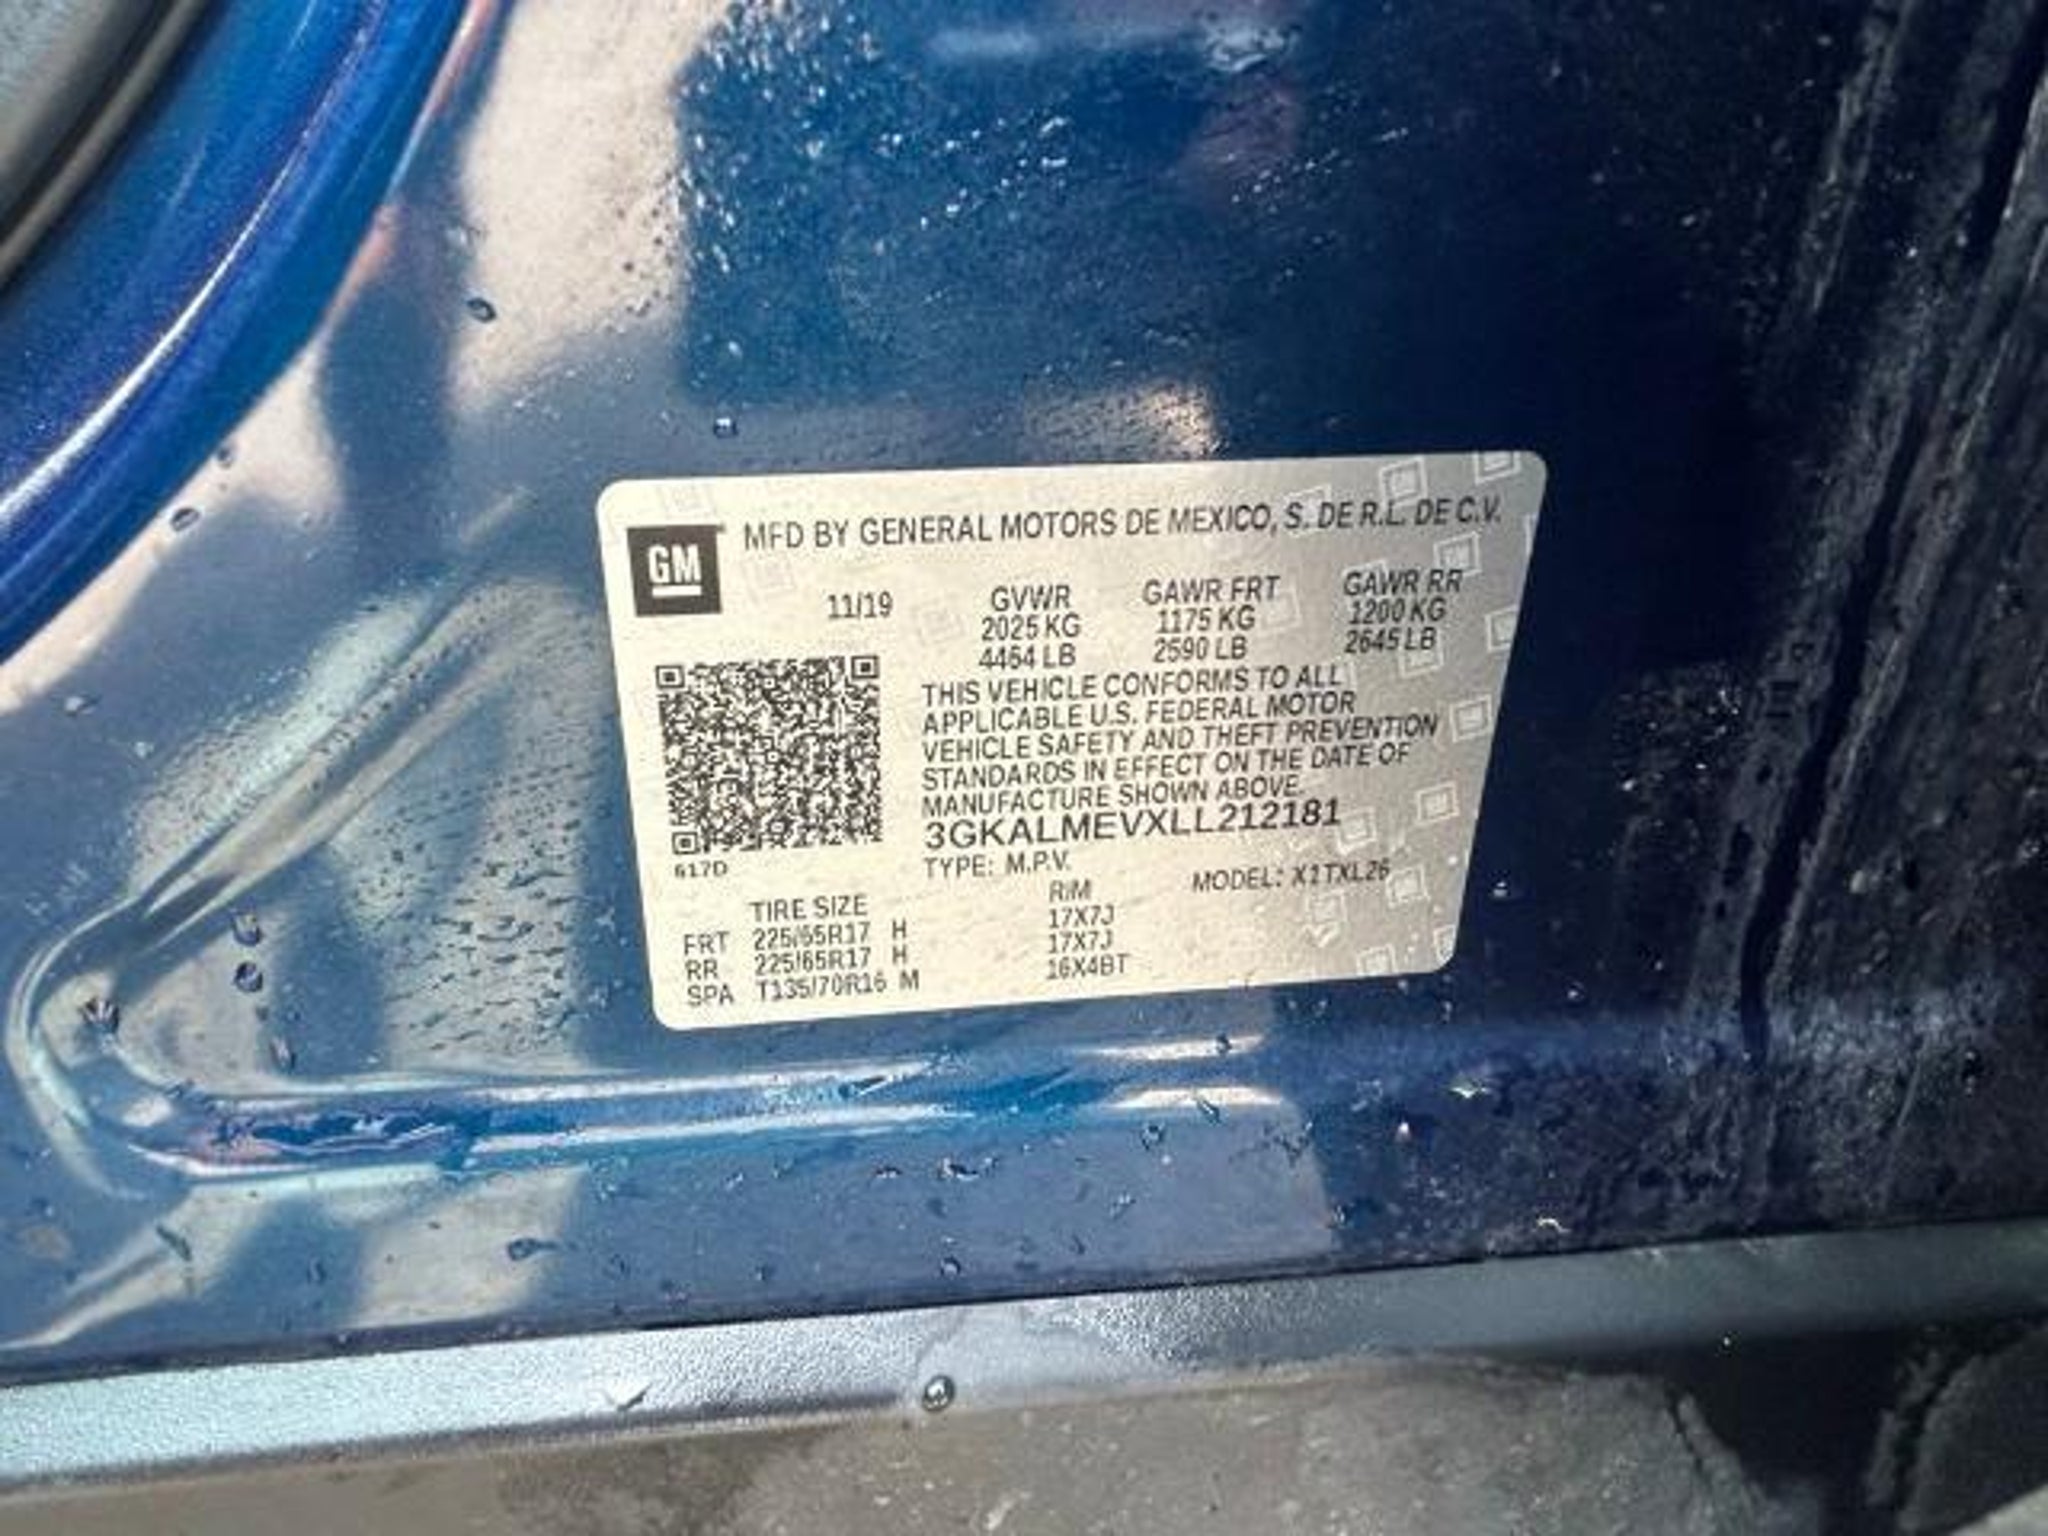 GM MFD BY GENERAL MOTORS DE MEXICO, S. DE R.L. DE C.V.
11/19 GVWR GAWR FRT GAWR RR
2025 KG 1175 KG 1200 KG
4464 LB 2590 LB 2645 LB
THIS VEHICLE CONFORMS TO ALL
APPLICABLE U.S. FEDERAL MOTOR
VEHICLE SAFETY AND THEFT PREVENTION
STANDARDS IN EFFECT ON THE DATE OF
MANUFACTURE SHOWN ABOVE.
3GKALMEVXLL212181
617D
TYPE: M.P.V. MODEL: X1TXL26
TIRE SIZE RIM
FRT 225/65R17 H 17X7J
RR 225/65R17 H 17X7J
SPA T135/70R16 M 16X4BT